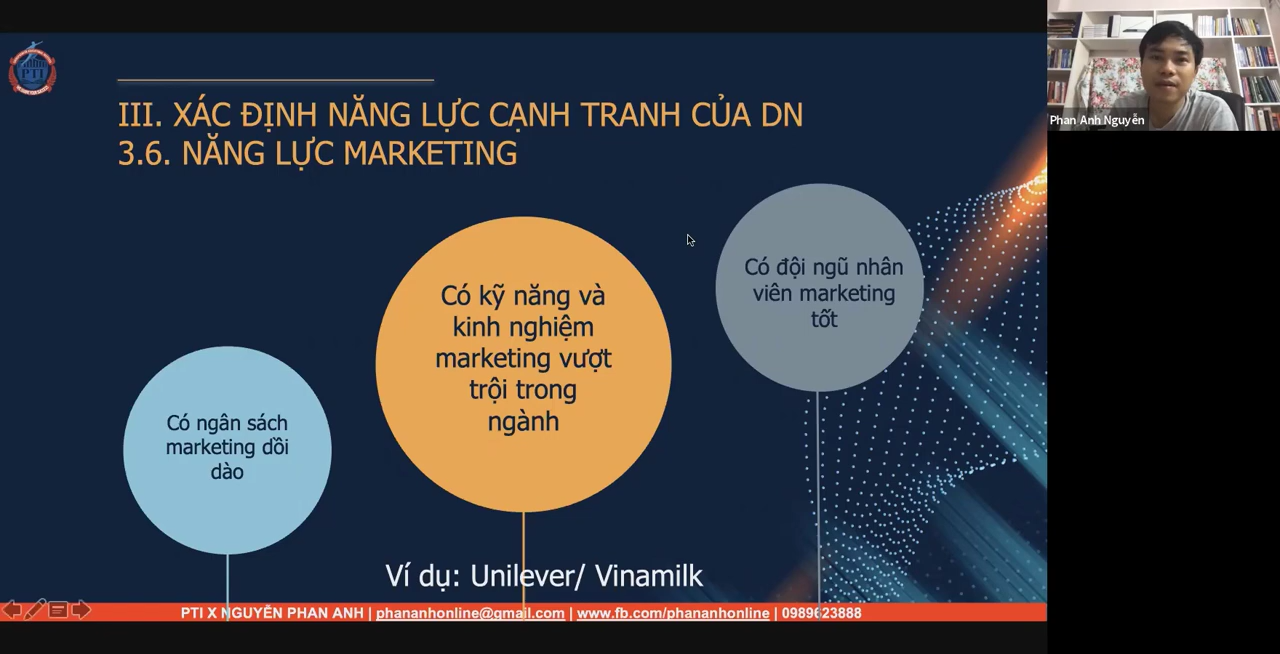 PTI
III. XÁC ĐỊNH NĂNG LỰC CẠNH TRANH CỦA DN
3.6. NĂNG LỰC MARKETING
Có ngân sách
marketing dồi
dào
Có kỹ năng và
kinh nghiệm
marketing vượt
trội trong
ngành
Có đội ngũ nhân
viên marketing
tốt
Ví dụ: Unilever/ Vinamilk
PTI X NGUYỄN PHAN ANH | phananhonline@gmail.com | www.fb.com/phananhonline | 0989623888
Phan Anh Nguyễn